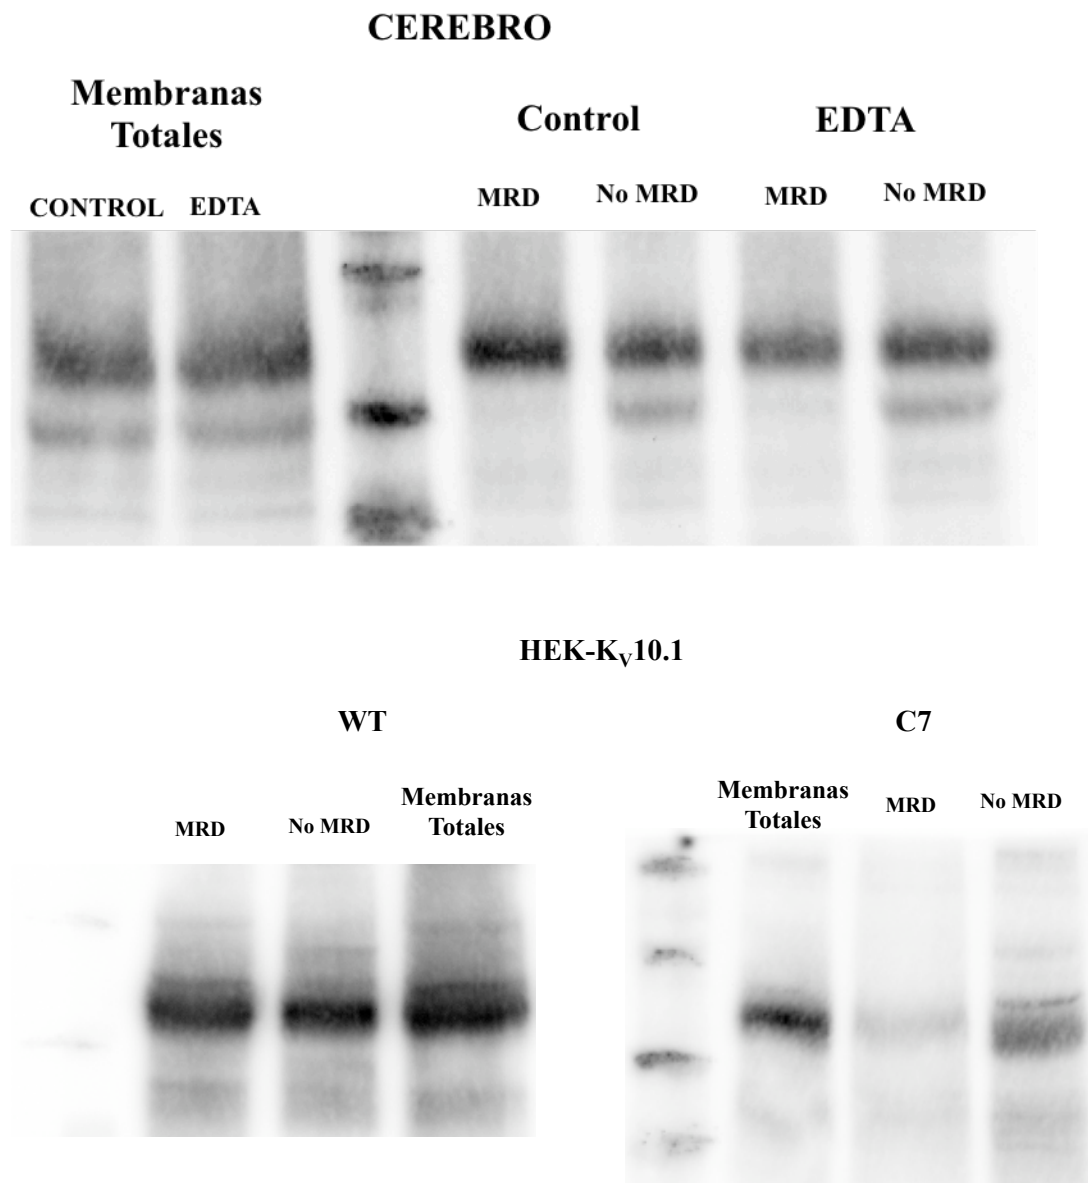 CEREBRO
Membranas
Totales
Control
EDTA
CONTROL
EDTA
MRD
No MRD
MRD
No MRD
HEK-KV10.1
WT
C7
MRD
No MRD
Membranas
Totales
Membranas
Totales
MRD
No MRD